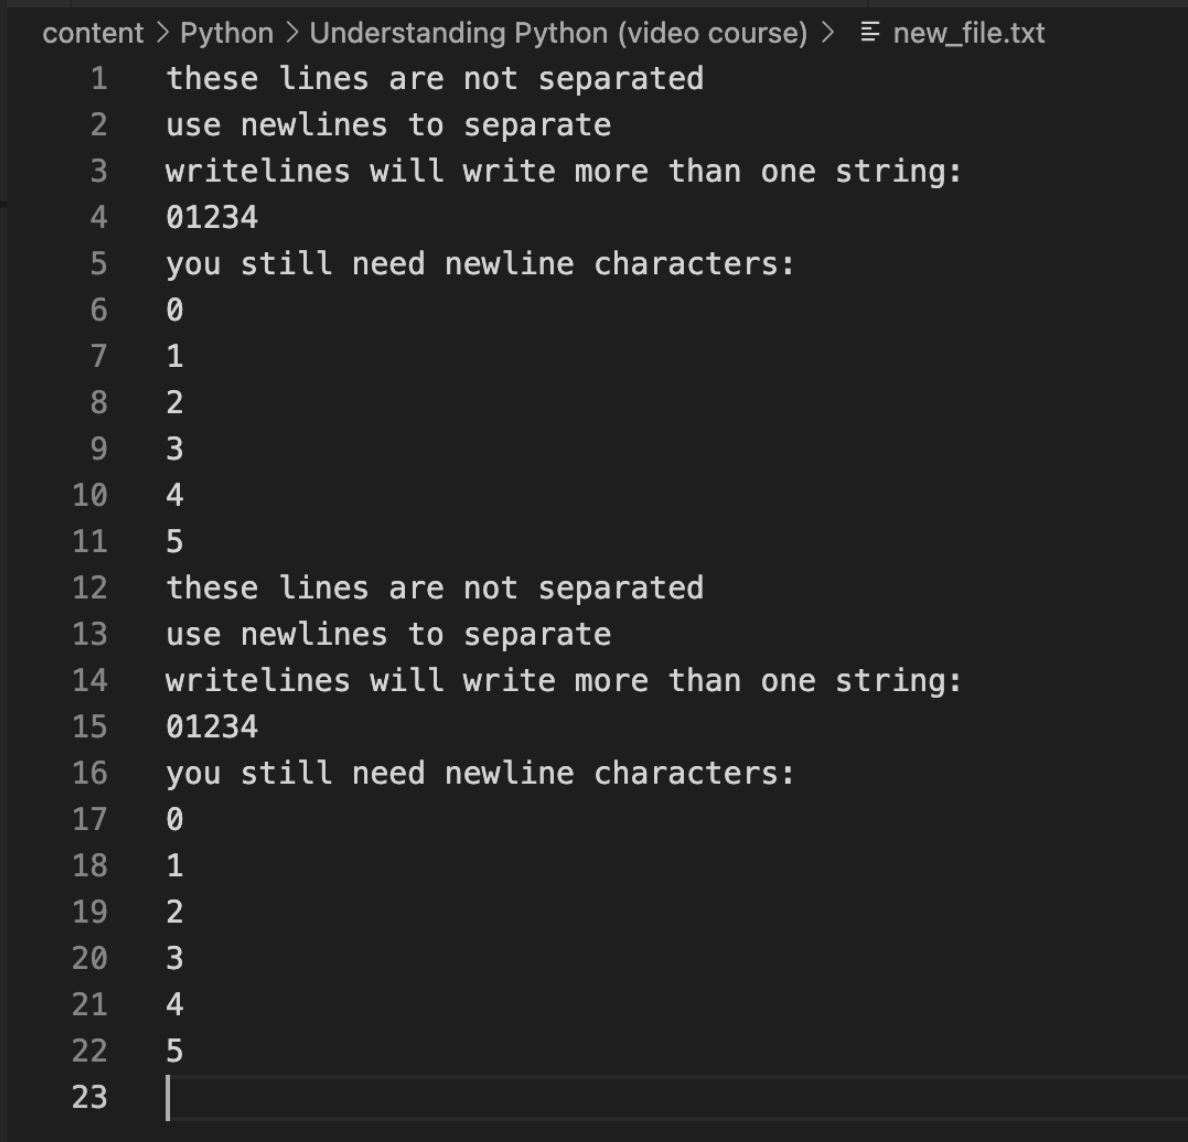 content > Python > Understanding Python (video course) > new_file.txt
1 these lines are not separated
2 use newlines to separate
3 writelines will write more than one string:
4 01234
5 you still need newline characters:
6 0
7 1
8 2
9 3
10 4
11 5
12 these lines are not separated
13 use newlines to separate
14 writelines will write more than one string:
15 01234
16 you still need newline characters:
17 0
18 1
19 2
20 3
21 4
22 5
23